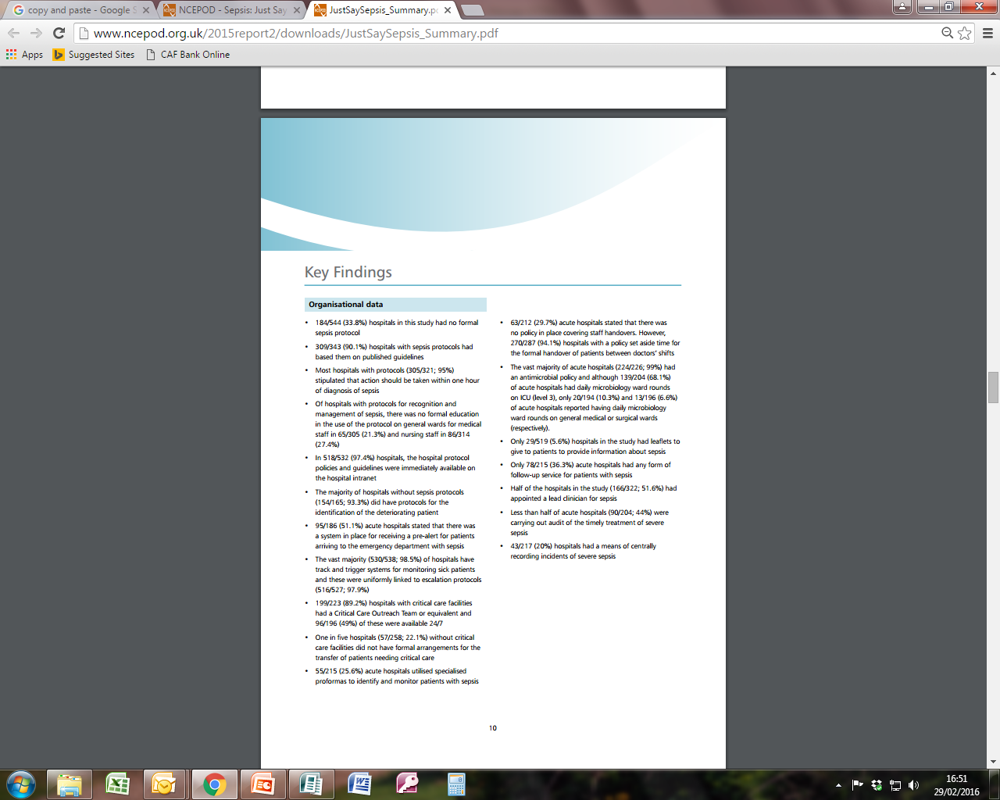 copy and paste - Google S
NCEPOD - Sepsis: Just Say
JustSaySepsis_Summary.pd
www.ncepod.org.uk/2015report2/downloads/JustSaySepsis_Summary.pdf
Apps
Suggested Sites
CAF Bank Online
Key Findings
Organisational data
• 184/544 (33.8%) hospitals in this study had no formal
sepsis protocol
• 309/343 (90.1%) hospitals with sepsis protocols had
based them on published guidelines
• Most hospitals with protocols (305/321; 95%)
stipulated that action should be taken within one hour
of diagnosis of sepsis
• Of hospitals with protocols for recognition and
management of sepsis, there was no formal education
in the use of the protocol on general wards for medical
staff in 65/305 (21.3%) and nursing staff in 86/314
(27.4%)
• In 518/532 (97.4%) hospitals, the hospital protocol
policies and guidelines were immediately available on
the hospital intranet
• The majority of hospitals without sepsis protocols
(154/165; 93.3%) did have protocols for the
identification of the deteriorating patient
• 95/186 (51.1%) acute hospitals stated that there was
a system in place for receiving a pre-alert for patients
arriving to the emergency department with sepsis
• The vast majority (530/538; 98.5%) of hospitals have
track and trigger systems for monitoring sick patients
and these were uniformly linked to escalation protocols
(516/527; 97.9%)
• 199/223 (89.2%) hospitals with critical care facilities
had a Critical Care Outreach Team or equivalent and
96/196 (49%) of these were available 24/7
• One in five hospitals (57/258; 22.1%) without critical
care facilities did not have formal arrangements for the
transfer of patients needing critical care
• 55/215 (25.6%) acute hospitals utilised specialised
proformas to identify and monitor patients with sepsis
• 63/212 (29.7%) acute hospitals stated that there was
no policy in place covering staff handovers. However,
270/287 (94.1%) hospitals with a policy set aside time for
the formal handover of patients between doctors' shifts
• The vast majority of acute hospitals (224/226; 99%) had
an antimicrobial policy and although 139/204 (68.1%)
of acute hospitals had daily microbiology ward rounds
on ICU (level 3), only 20/194 (10.3%) and 13/196 (6.6%)
of acute hospitals reported having daily microbiology
ward rounds on general medical or surgical wards
(respectively).
• Only 29/519 (5.6%) hospitals in the study had leaflets to
give to patients to provide information about sepsis
• Only 78/215 (36.3%) acute hospitals had any form of
follow-up service for patients with sepsis
• Half of the hospitals in the study (166/322; 51.6%) had
appointed a lead clinician for sepsis
• Less than half of acute hospitals (90/204; 44%) were
carrying out audit of the timely treatment of severe
sepsis
• 43/217 (20%) hospitals had a means of centrally
recording incidents of severe sepsis
10
16:51
29/02/2016